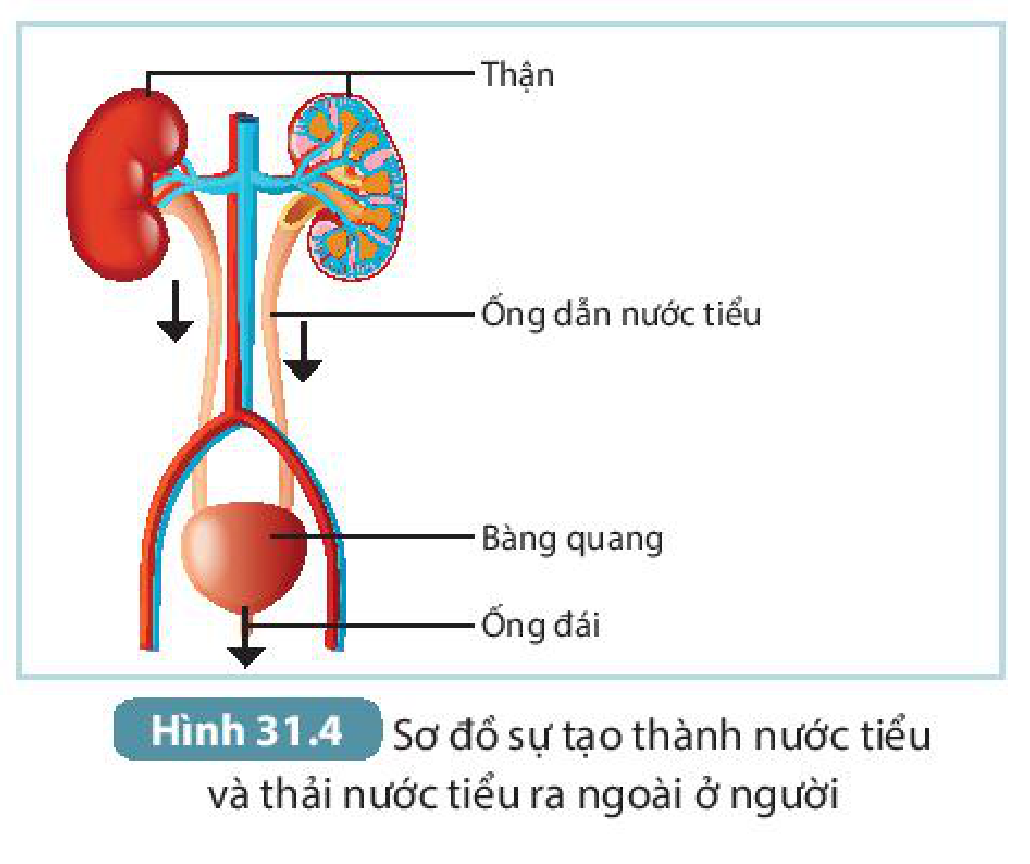 Thận
Ống dẫn nước tiểu
Bàng quang
Ống đái
Hình 31.4 Sơ đồ sự tạo thành nước tiểu
và thải nước tiểu ra ngoài ở người